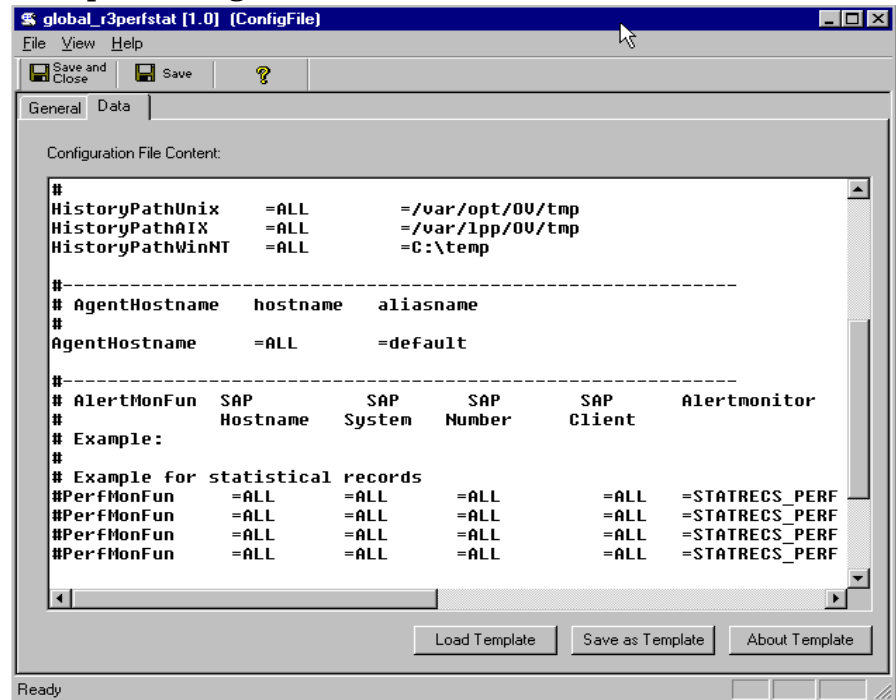 global_r3perfstat [1.0] (ConfigFile)
File View Help
Save and Close Save
General Data
Configuration File Content:
#
HistoryPathUnix =ALL =/var/opt/OV/tmp
HistoryPathAIX =ALL =/var/lpp/OV/tmp
HistoryPathWinNT =ALL =C:\temp
#--------------------------------------------------------------
# AgentHostname hostname aliasname
#
AgentHostname =ALL =default
#--------------------------------------------------------------
# AlertMonFun SAP SAP SAP SAP Alertmonitor
# Hostname System Number Client
# Example:
#
# Example for statistical records
#PerfMonFun =ALL =ALL =ALL =ALL =STATRECS_PERF
#PerfMonFun =ALL =ALL =ALL =ALL =STATRECS_PERF
#PerfMonFun =ALL =ALL =ALL =ALL =STATRECS_PERF
#PerfMonFun =ALL =ALL =ALL =ALL =STATRECS_PERF
Load Template Save as Template About Template
Ready